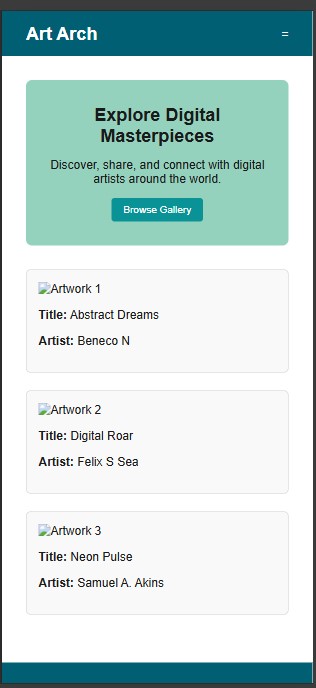 Art Arch
=
Explore Digital
Masterpieces
Discover, share, and connect with digital
artists around the world.
Browse Gallery
Artwork 1
Title: Abstract Dreams
Artist: Beneco N
Artwork 2
Title: Digital Roar
Artist: Felix S Sea
Artwork 3
Title: Neon Pulse
Artist: Samuel A. Akins